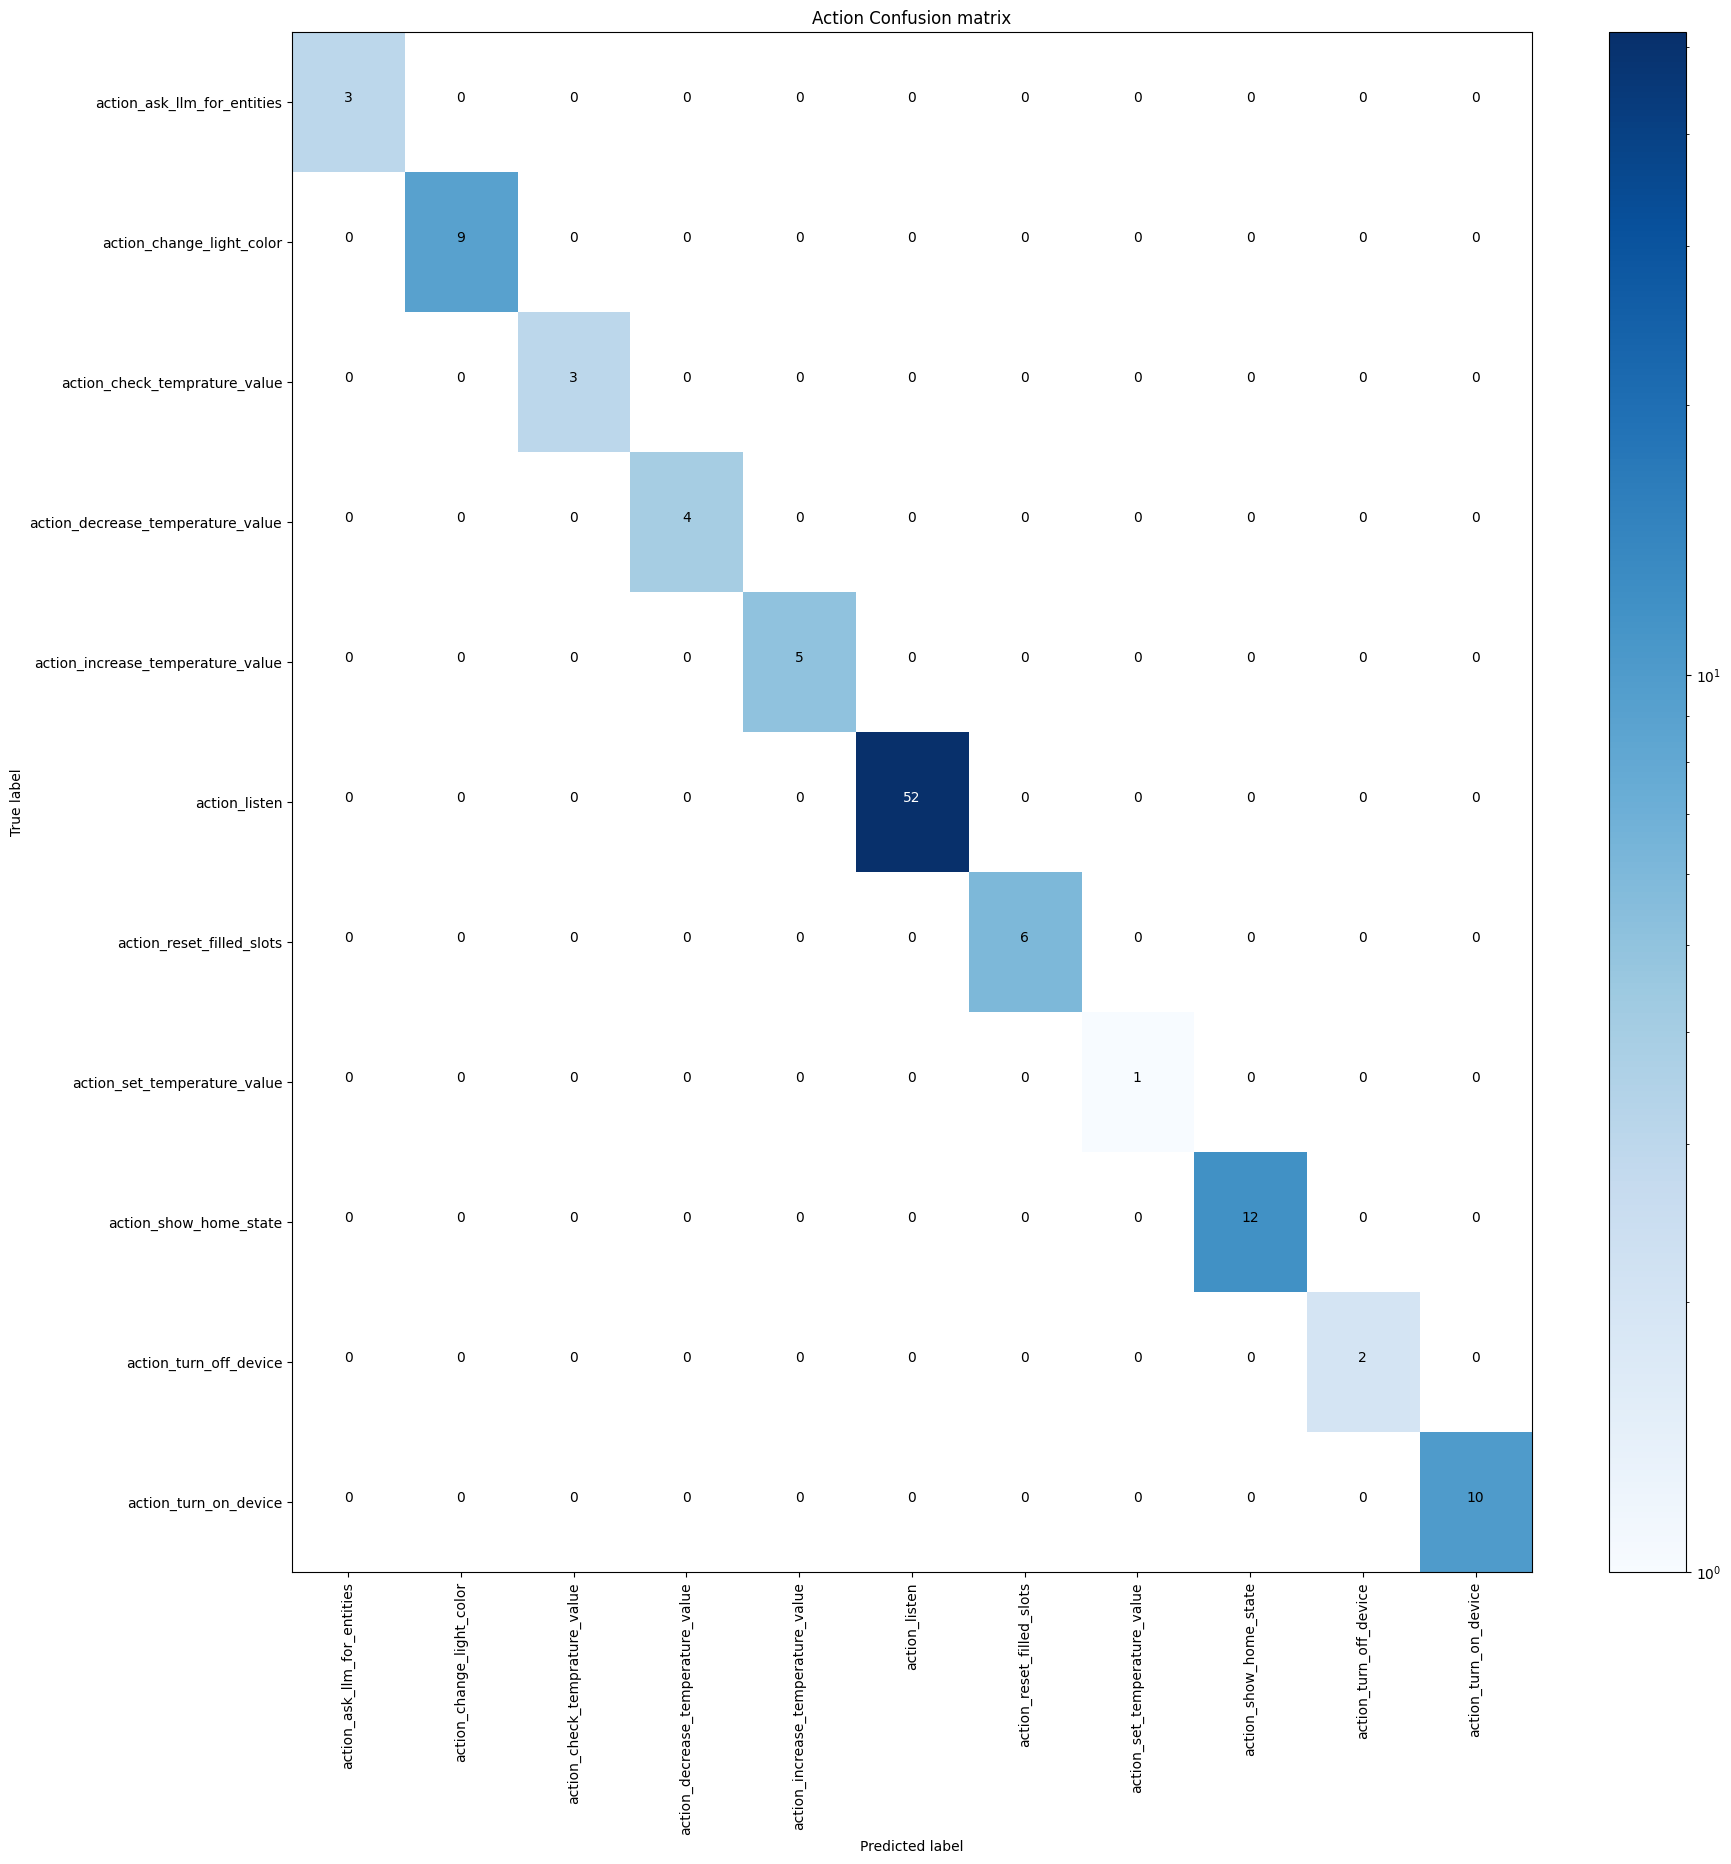 Action Confusion matrix
action_ask_llm_for_entities 3 0 0 0 0 0 0 0 0 0 0
action_change_light_color 0 9 0 0 0 0 0 0 0 0 0
action_check_temprature_value 0 0 3 0 0 0 0 0 0 0 0
action_decrease_temperature_value 0 0 0 4 0 0 0 0 0 0 0
action_increase_temperature_value 0 0 0 0 5 0 0 0 0 0 0
10¹
True label
action_listen 0 0 0 0 0 52 0 0 0 0 0
action_reset_filled_slots 0 0 0 0 0 0 6 0 0 0 0
action_set_temperature_value 0 0 0 0 0 0 0 1 0 0 0
action_show_home_state 0 0 0 0 0 0 0 0 12 0 0
action_turn_off_device 0 0 0 0 0 0 0 0 0 2 0
action_turn_on_device 0 0 0 0 0 0 0 0 0 0 10
10⁰
action_ask_llm_for_entities
action_change_light_color
action_check_temprature_value
action_decrease_temperature_value
action_increase_temperature_value
action_listen
action_reset_filled_slots
action_set_temperature_value
action_show_home_state
action_turn_off_device
action_turn_on_device
Predicted label